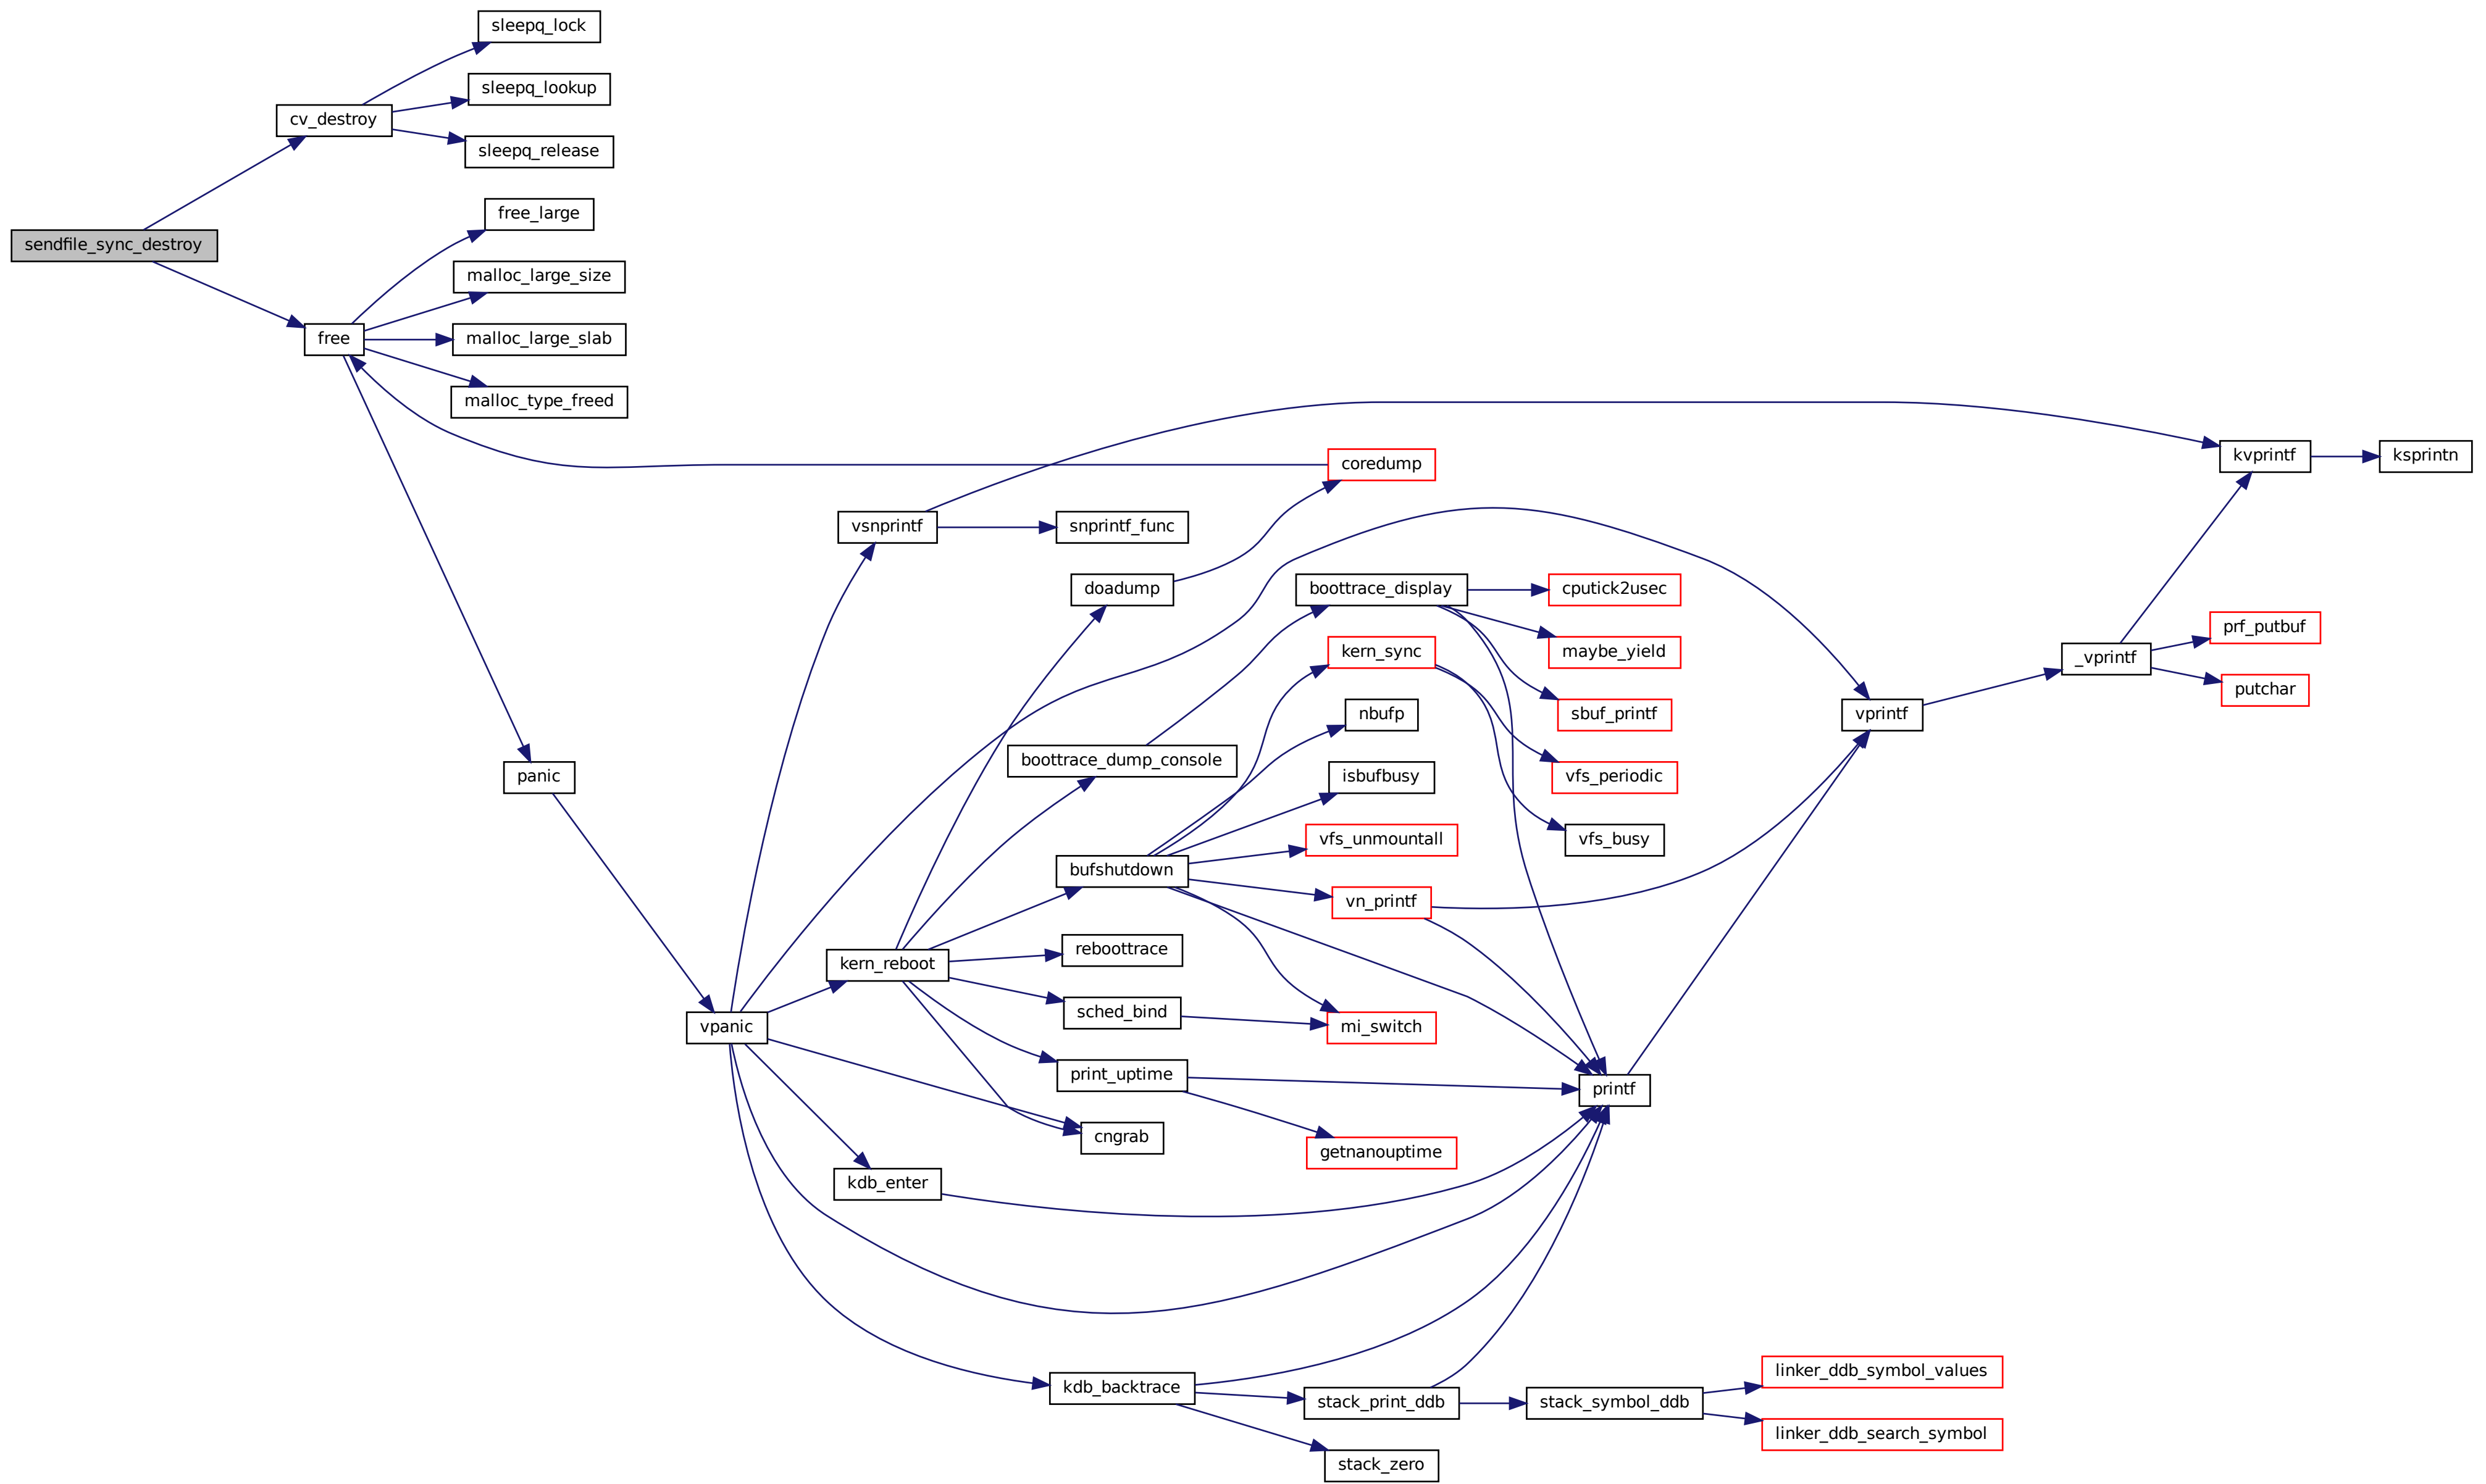 sleepq_lock
sleepq_lookup
cv_destroy
sleepq_release
free_large
sendfile_sync_destroy
malloc_large_size
free
malloc_large_slab
malloc_type_freed
kvprintf
ksprintn
coredump
vsnprintf
snprintf_func
doadump
boottrace_display
cputick2usec
prf_putbuf
kern_sync
maybe_yield
_vprintf
putchar
nbufp
sbuf_printf
vprintf
boottrace_dump_console
panic
isbufbusy
vfs_periodic
vfs_unmountall
vfs_busy
bufshutdown
vn_printf
reboottrace
kern_reboot
sched_bind
vpanic
mi_switch
print_uptime
printf
cngrab
getnanouptime
kdb_enter
linker_ddb_symbol_values
kdb_backtrace
stack_print_ddb
stack_symbol_ddb
linker_ddb_search_symbol
stack_zero